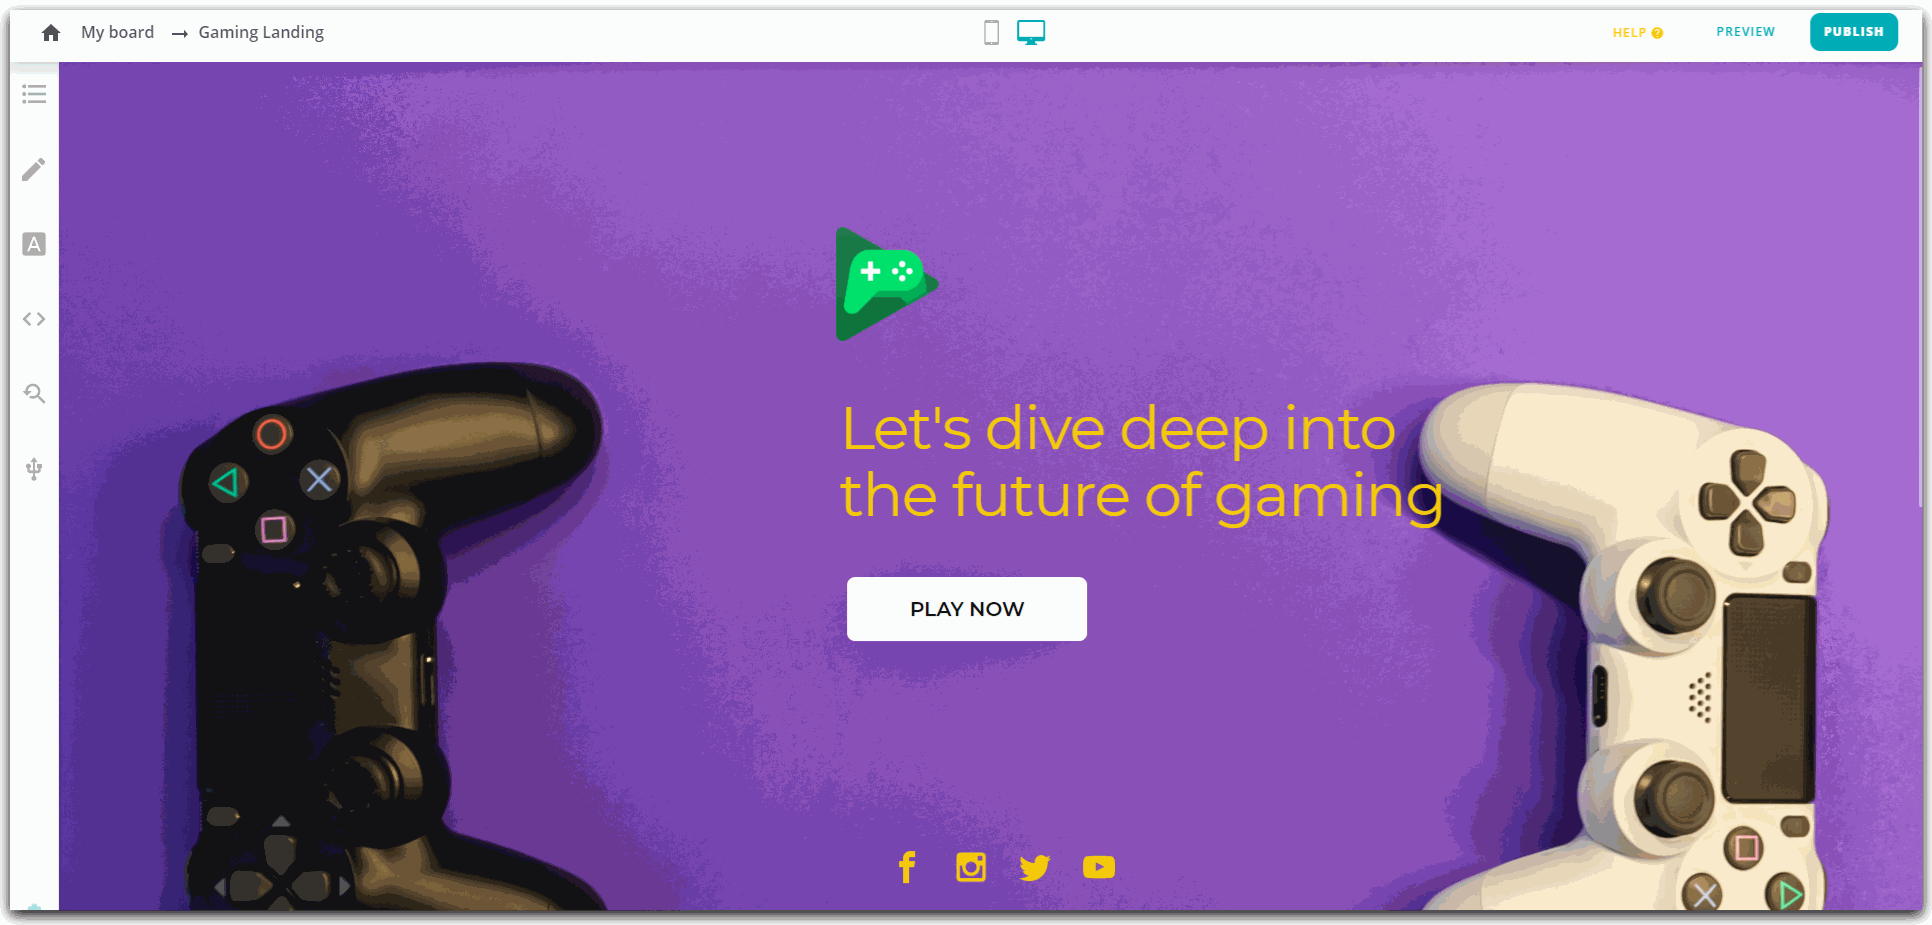 My board → Gaming Landing
HELP ?
PREVIEW
PUBLISH
A
Let's dive deep into
the future of gaming
PLAY NOW